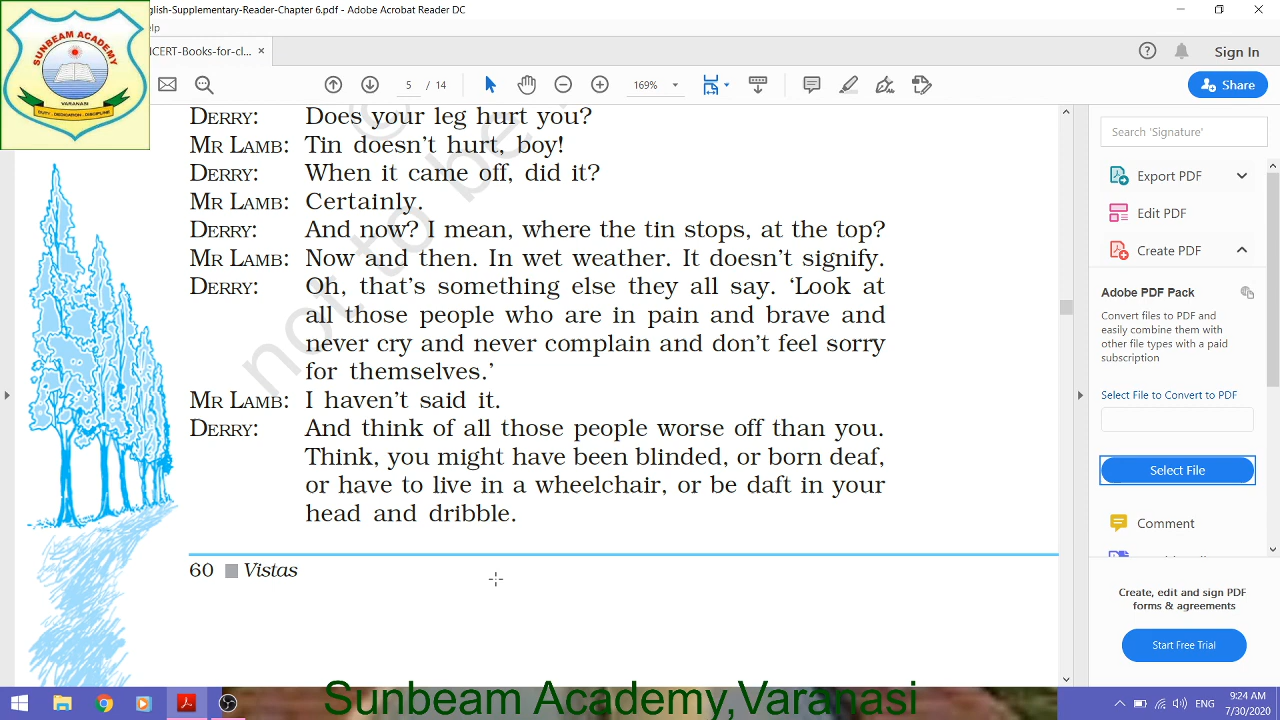 nglish-Supplementary-Reader-Chapter 6.pdf - Adobe Acrobat Reader DC
elp
ICERT-Books-for-cl... ×
Sign In
5 / 14
169%
Share
SUNBEAM ACADEMY
VARANASI
DUTY - DEDICATION - DISCIPLINE
DERRY: Does your leg hurt you?
MR LAMB: Tin doesn't hurt, boy!
DERRY: When it came off, did it?
MR LAMB: Certainly.
DERRY: And now? I mean, where the tin stops, at the top?
MR LAMB: Now and then. In wet weather. It doesn't signify.
DERRY: Oh, that's something else they all say. ‘Look at
all those people who are in pain and brave and
never cry and never complain and don't feel sorry
for themselves.’
MR LAMB: I haven't said it.
DERRY: And think of all those people worse off than you.
Think, you might have been blinded, or born deaf,
or have to live in a wheelchair, or be daft in your
head and dribble.
60 Vistas
not to be
Search 'Signature'
Export PDF
Edit PDF
Create PDF
Adobe PDF Pack
Convert files to PDF and
easily combine them with
other file types with a paid
subscription
Select File to Convert to PDF
Select File
Comment
Create, edit and sign PDF
forms & agreements
Start Free Trial
Sunbeam Academy,Varanasi
ENG
9:24 AM
7/30/2020